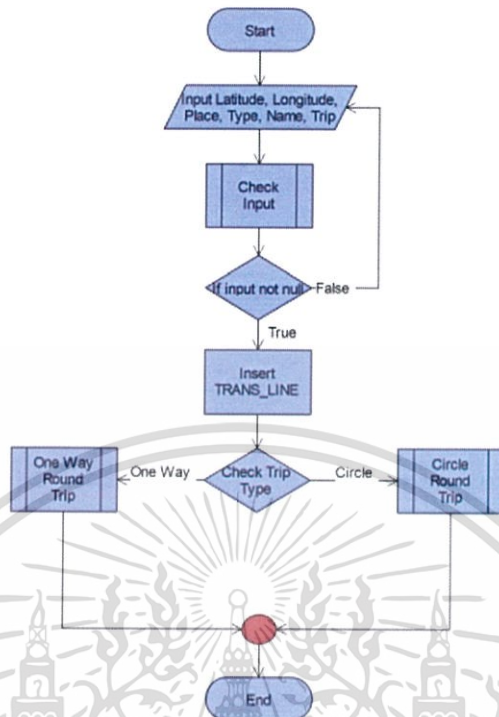 Start
Input Latitude, Longitude,
Place, Type, Name, Trip
Check
Input
If input not null
False
True
Insert
TRANS_LINE
One Way
Round
Trip
One Way
Check Trip
Type
Circle
Circle
Round
Trip
End